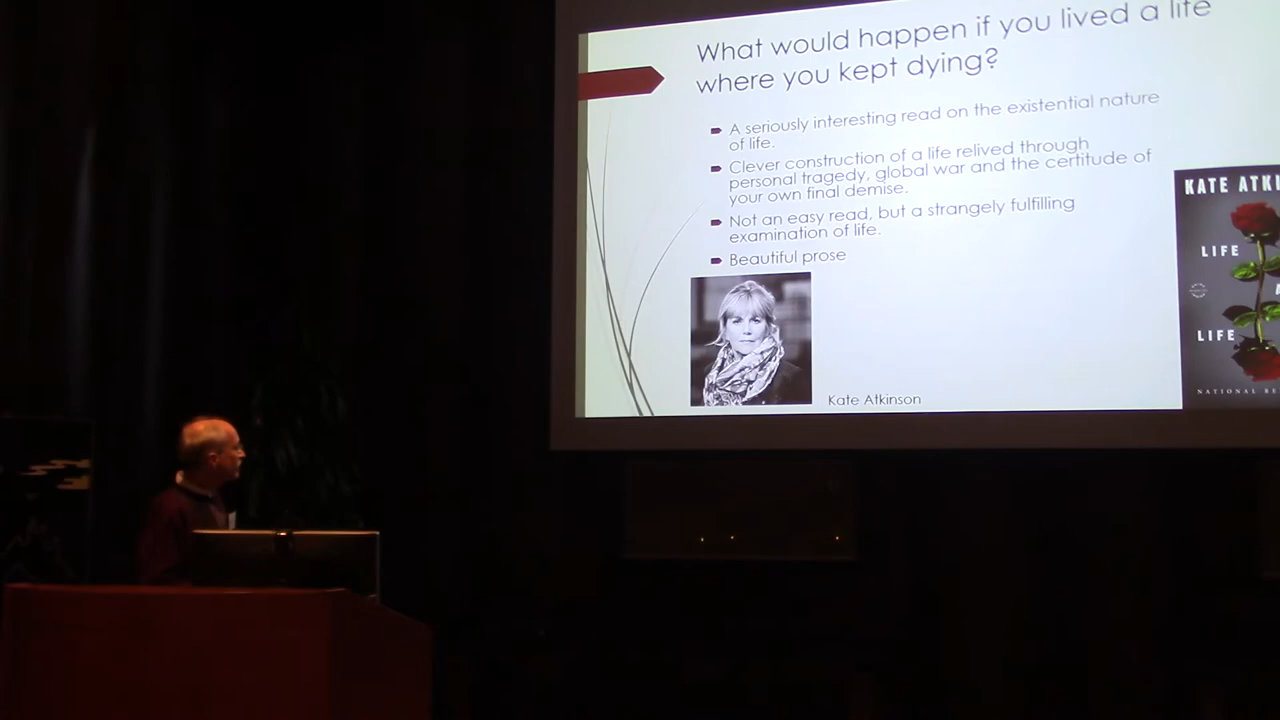 What would happen if you lived a life
where you kept dying?
A seriously interesting read on the existential nature
of life.
Clever construction of a life relived through
personal tragedy, global war and the certitude of
your own final demise.
Not an easy read, but a strangely fulfilling
examination of life.
Beautiful prose
Kate Atkinson
KATE ATKI
LIFE
A
LIFE
NATIONAL BE